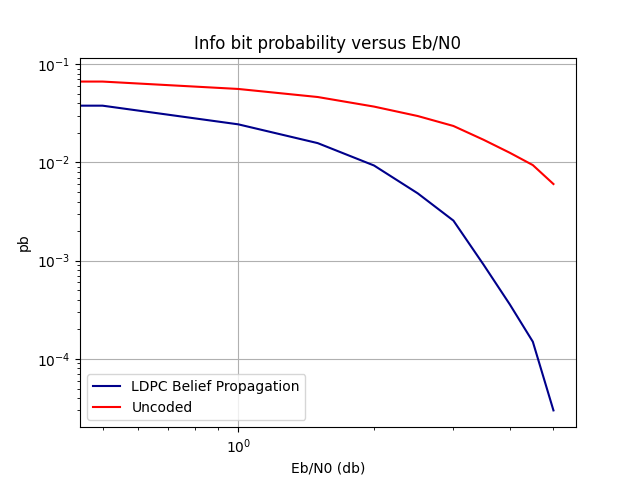 Info bit probability versus Eb/N0
10⁻¹
10⁻²
10⁻³
10⁻⁴
pb
LDPC Belief Propagation
Uncoded
10⁰
Eb/N0 (db)